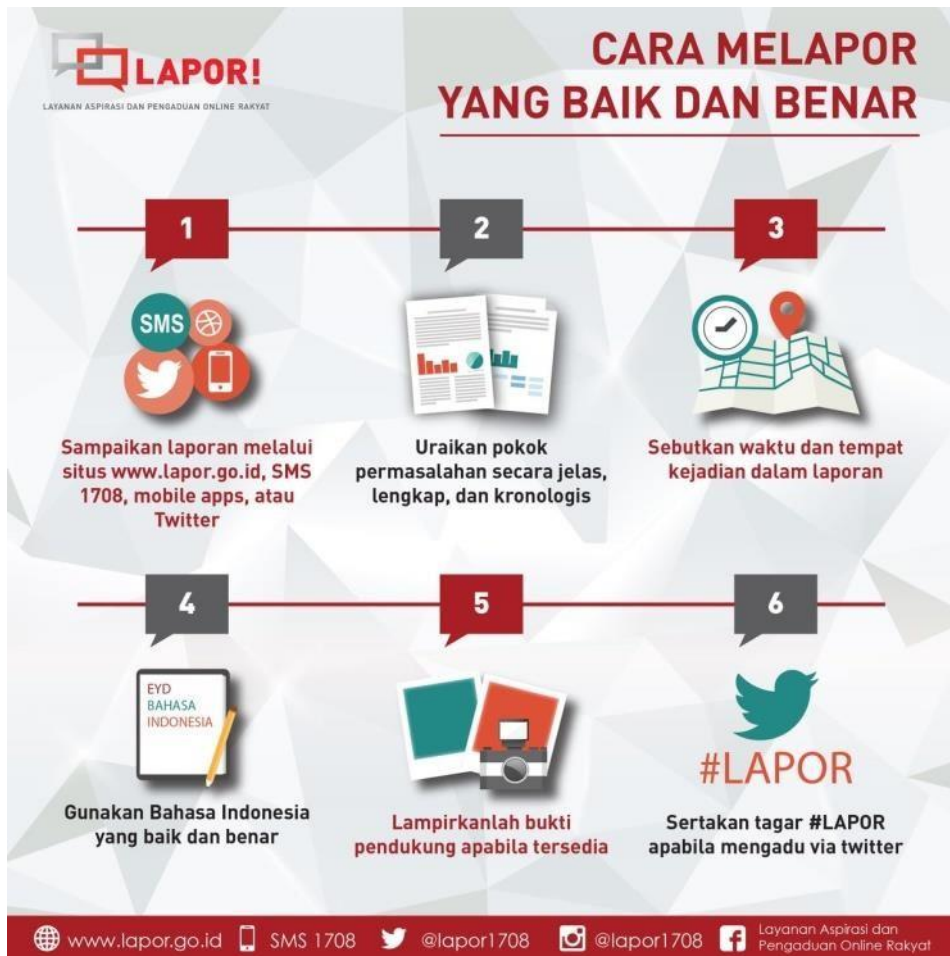 LAPOR!
LAYANAN ASPIRASI DAN PENGADUAN ONLINE RAKYAT
CARA MELAPOR
YANG BAIK DAN BENAR
1
SMS
Sampaikan laporan melalui
situs www.lapor.go.id, SMS
1708, mobile apps, atau
Twitter
2
Uraikan pokok
permasalahan secara jelas,
lengkap, dan kronologis
3
Sebutkan waktu dan tempat
kejadian dalam laporan
4
EYD
BAHASA
INDONESIA
Gunakan Bahasa Indonesia
yang baik dan benar
5
Lampirkanlah bukti
pendukung apabila tersedia
6
#LAPOR
Sertakan tagar #LAPOR
apabila mengadu via twitter
www.lapor.go.id
SMS 1708
@lapor1708
@lapor1708
Layanan Aspirasi dan
Pengaduan Online Rakyat